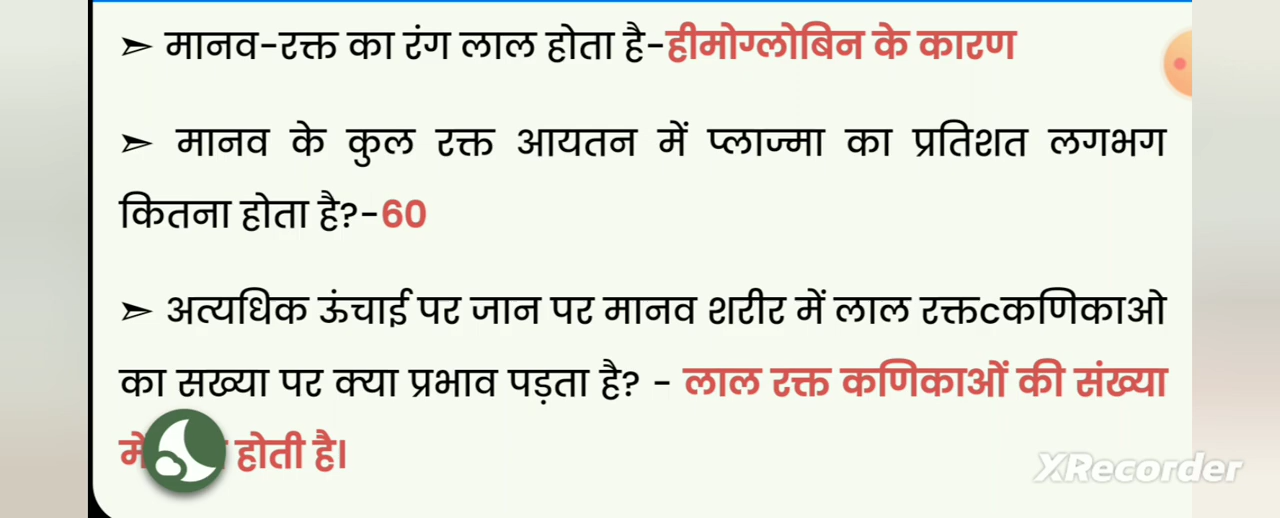 ➣ मानव-रक्त का रंग लाल होता है-हीमोग्लोबिन के कारण
➣ मानव के कुल रक्त आयतन में प्लाज्मा का प्रतिशत लगभग
कितना होता है?-60
➣ अत्यधिक ऊंचाई पर जान पर मानव शरीर में लाल रक्तcकणिकाओ
का सख्या पर क्या प्रभाव पड़ता है? - लाल रक्त कणिकाओं की संख्या
होती है।
XRecorder